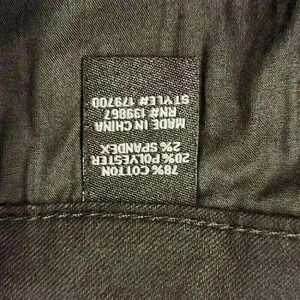 78% COTTON
20% POLYESTER
2% SPANDEX
MADE IN CHINA
RN# 139867
STYLE# 179700